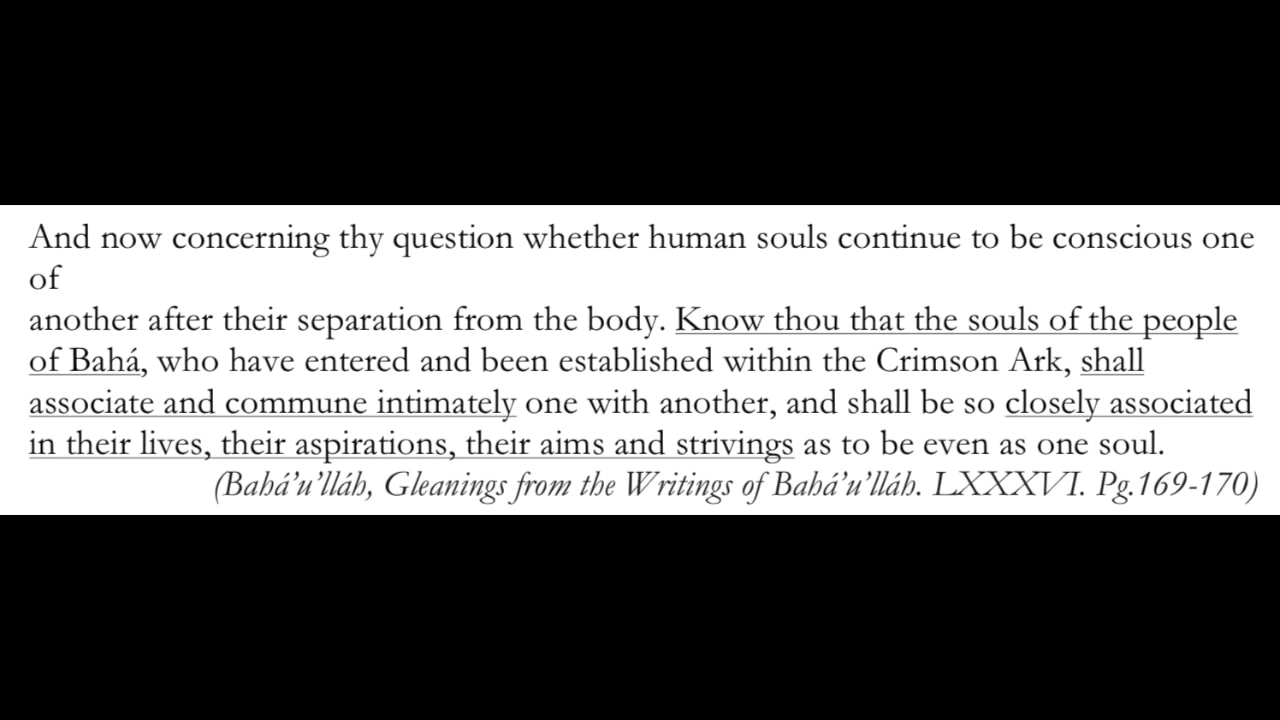 And now concerning thy question whether human souls continue to be conscious one
of
another after their separation from the body. Know thou that the souls of the people
of Bahá, who have entered and been established within the Crimson Ark, shall
associate and commune intimately one with another, and shall be so closely associated
in their lives, their aspirations, their aims and strivings as to be even as one soul.
(Bahá’u’lláh, Gleanings from the Writings of Bahá’u’lláh. LXXXVI. Pg.169-170)